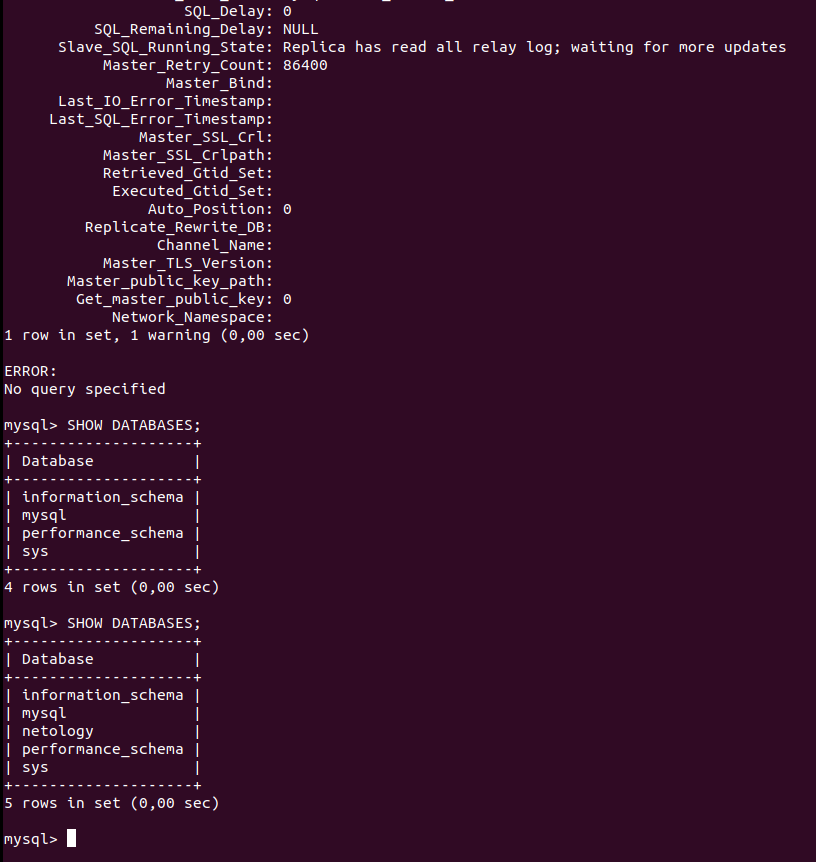 SQL_Delay: 0
SQL_Remaining_Delay: NULL
Slave_SQL_Running_State: Replica has read all relay log; waiting for more updates
Master_Retry_Count: 86400
Master_Bind:
Last_IO_Error_Timestamp:
Last_SQL_Error_Timestamp:
Master_SSL_Crl:
Master_SSL_Crlpath:
Retrieved_Gtid_Set:
Executed_Gtid_Set:
Auto_Position: 0
Replicate_Rewrite_DB:
Channel_Name:
Master_TLS_Version:
Master_public_key_path:
Get_master_public_key: 0
Network_Namespace:
1 row in set, 1 warning (0,00 sec)

ERROR:
No query specified

mysql> SHOW DATABASES;
+--------------------+
| Database           |
+--------------------+
| information_schema |
| mysql              |
| performance_schema |
| sys                |
+--------------------+
4 rows in set (0,00 sec)

mysql> SHOW DATABASES;
+--------------------+
| Database           |
+--------------------+
| information_schema |
| mysql              |
| netology           |
| performance_schema |
| sys                |
+--------------------+
5 rows in set (0,00 sec)

mysql>